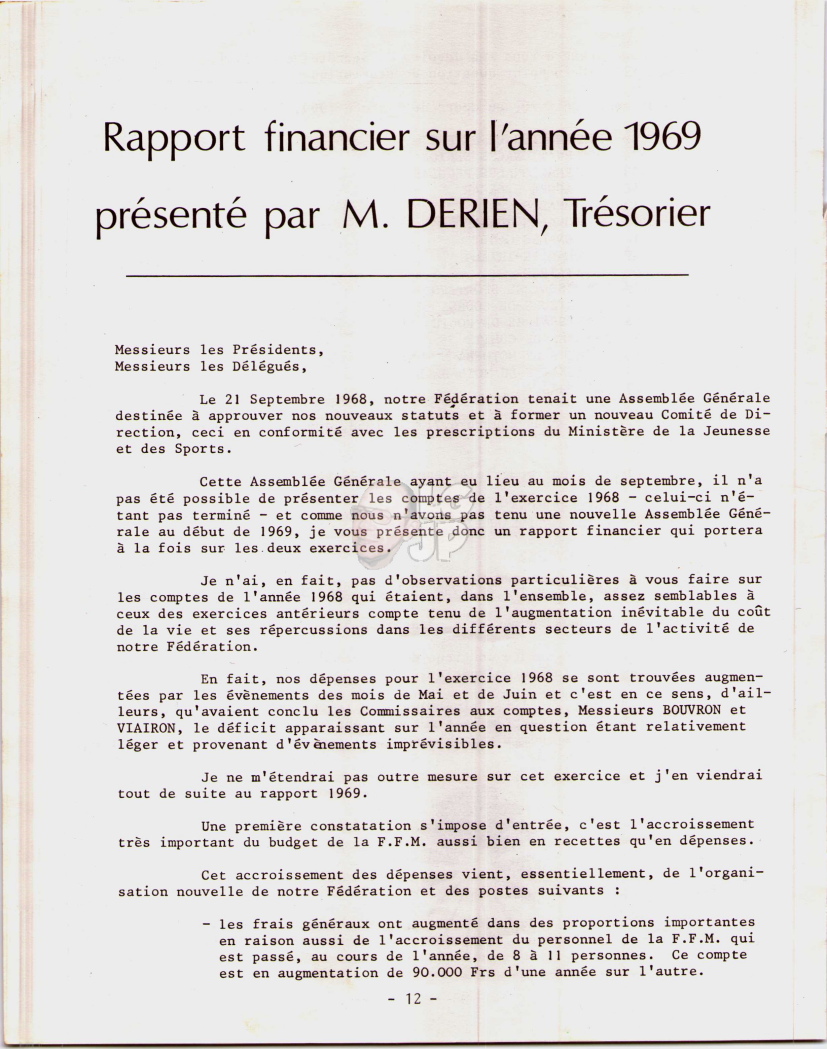 Rapport financier sur l'année 1969
présenté par M. DERIEN, Trésorier
Messieurs les Présidents,
Messieurs les Délégués,
Le 21 Septembre 1968, notre Fédération tenait une Assemblée Générale
destinée à approuver nos nouveaux statuts et à former un nouveau Comité de Di-
rection, ceci en conformité avec les prescriptions du Ministère de la Jeunesse
et des Sports.
Cette Assemblée Générale ayant eu lieu au mois de septembre, il n'a
pas été possible de présenter les comptes de l'exercice 1968 - celui-ci n'é-
tant pas terminé - et comme nous n'avons pas tenu une nouvelle Assemblée Géné-
rale au début de 1969, je vous présente donc un rapport financier qui portera
à la fois sur les deux exercices.
Je n'ai, en fait, pas d'observations particulières à vous faire sur
les comptes de l'année 1968 qui étaient, dans l'ensemble, assez semblables à
ceux des exercices antérieurs compte tenu de l'augmentation inévitable du coût
de la vie et ses répercussions dans les différents secteurs de l'activité de
notre Fédération.
En fait, nos dépenses pour l'exercice 1968 se sont trouvées augmen-
tées par les évènements des mois de Mai et de Juin et c'est en ce sens, d'ail-
leurs, qu'avaient conclu les Commissaires aux comptes, Messieurs BOUVRON et
VIAIRON, le déficit apparaissant sur l'année en question étant relativement
léger et provenant d'évènements imprévisibles.
Je ne m'étendrai pas outre mesure sur cet exercice et j'en viendrai
tout de suite au rapport 1969.
Une première constatation s'impose d'entrée, c'est l'accroissement
très important du budget de la F.F.M. aussi bien en recettes qu'en dépenses.
Cet accroissement des dépenses vient, essentiellement, de l'organi-
sation nouvelle de notre Fédération et des postes suivants :
- les frais généraux ont augmenté dans des proportions importantes
en raison aussi de l'accroissement du personnel de la F.F.M. qui
est passé, au cours de l'année, de 8 à 11 personnes. Ce compte
est en augmentation de 90.000 Frs d'une année sur l'autre.
- 12 -